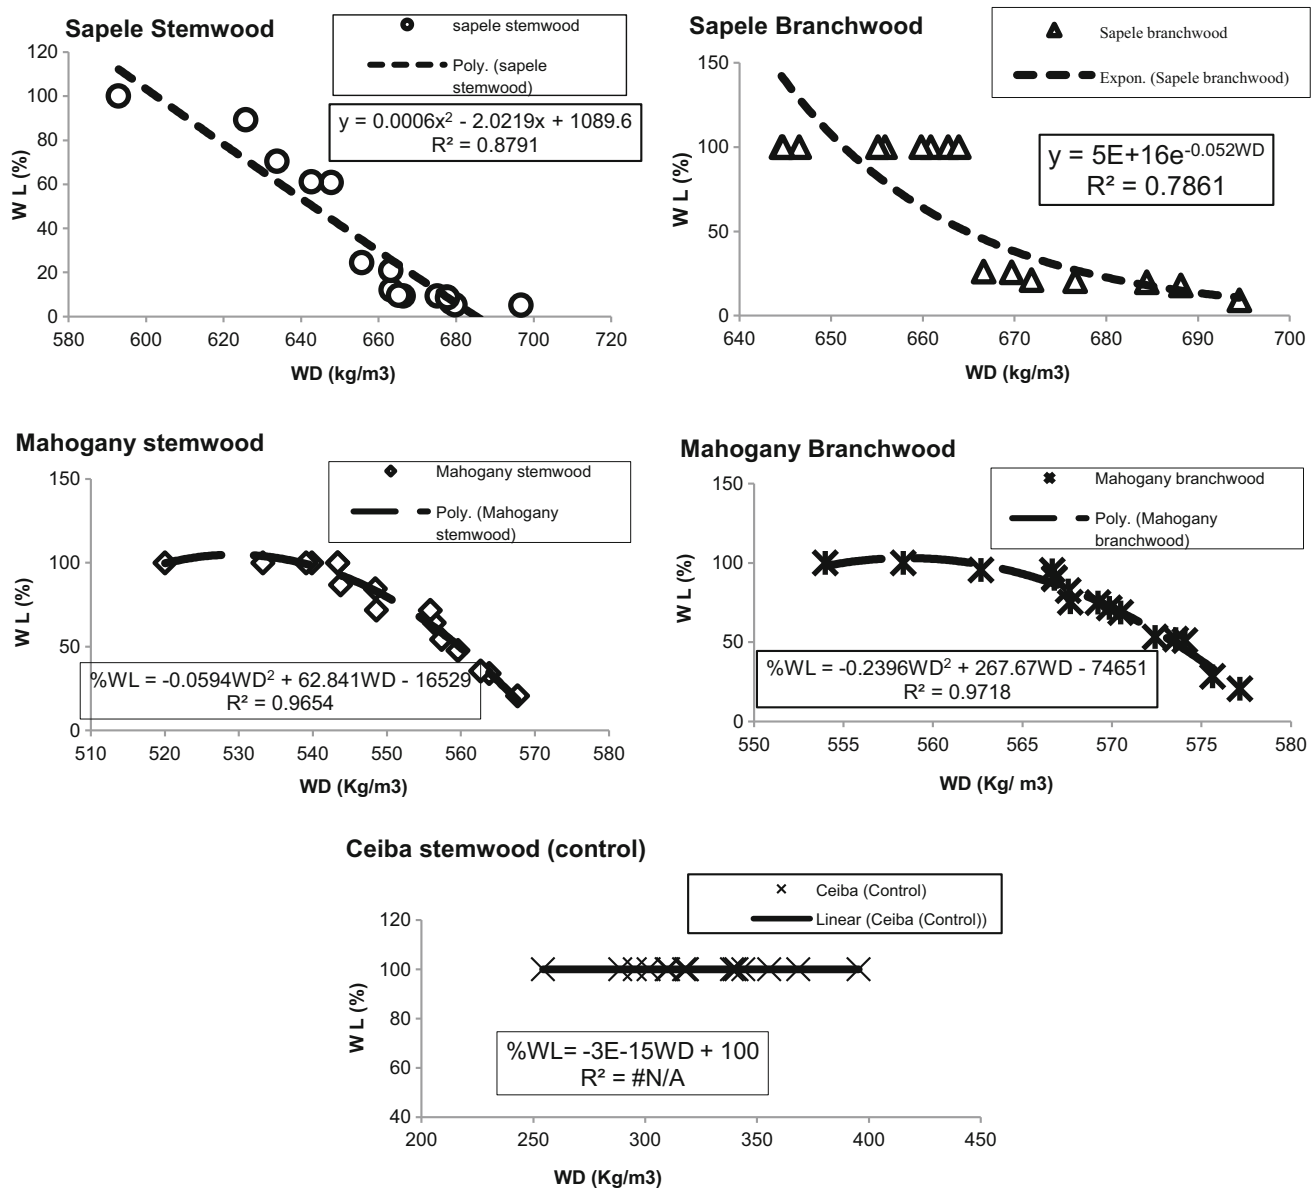 Sapele Stemwood
sapele stemwood
Poly. (sapele
stemwood)
y = 0.0006x² - 2.0219x + 1089.6
R² = 0.8791
W L (%)
120
100
80
60
40
20
0
580 600 620 640 660 680 700 720
WD (kg/m3)
Sapele Branchwood
Sapele branchwood
Expon. (Sapele branchwood)
y = 5E+16e^-0.052WD
R² = 0.7861
W L (%)
150
100
50
0
640 650 660 670 680 690 700
WD (kg/m3)
Mahogany stemwood
Mahogany stemwood
Poly. (Mahogany
stemwood)
%WL = -0.0594WD² + 62.841WD - 16529
R² = 0.9654
W L (%)
150
100
50
0
510 520 530 540 550 560 570 580
WD (Kg/m3)
Mahogany Branchwood
Mahogany branchwood
Poly. (Mahogany
branchwood)
%WL = -0.2396WD² + 267.67WD - 74651
R² = 0.9718
W L (%)
150
100
50
0
550 555 560 565 570 575 580
WD (Kg/ m3)
Ceiba stemwood (control)
Ceiba (Control)
Linear (Ceiba (Control))
%WL= -3E-15WD + 100
R² = #N/A
W L (%)
120
100
80
60
40
200 250 300 350 400 450
WD (Kg/m3)